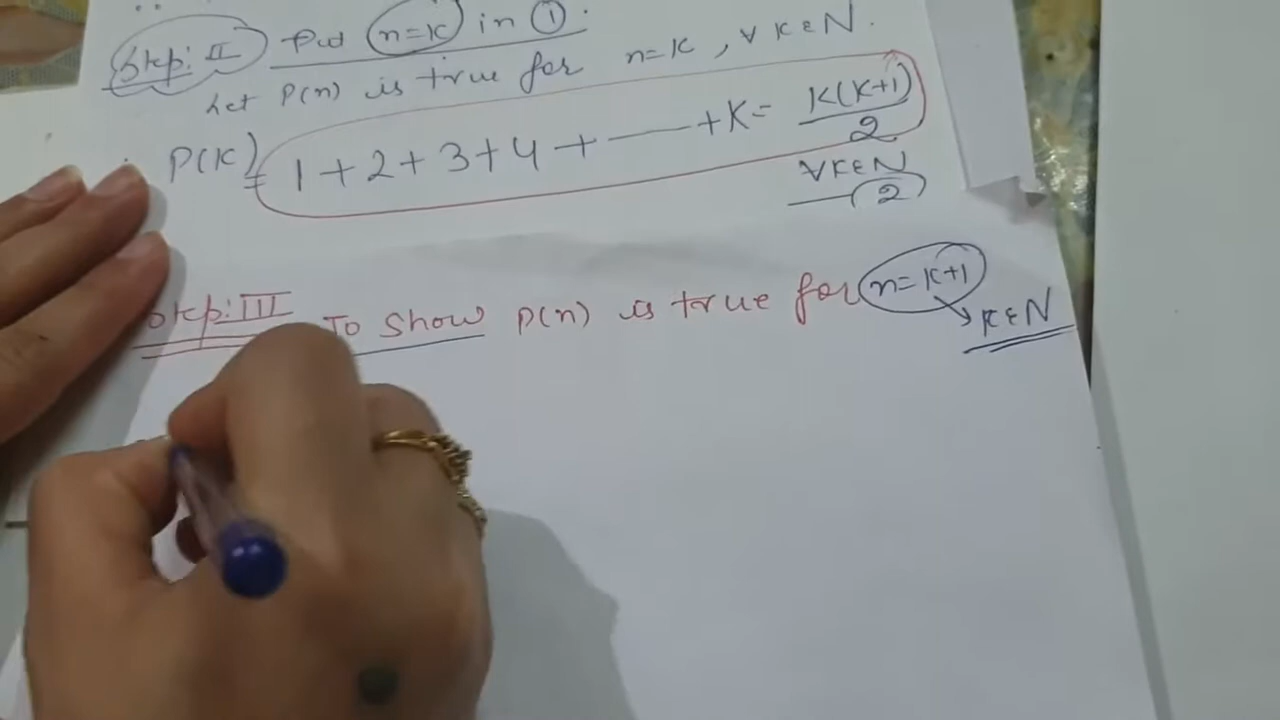 Step: II Put n=K in ①.
Let P(n) is true for n=K, ∀ K∈N.
∴ P(K) = 1+2+3+4+——+K= K(K+1)/2
∀K∈N
(2)
Step: III To Show P(n) is true for n=K+1
K∈N